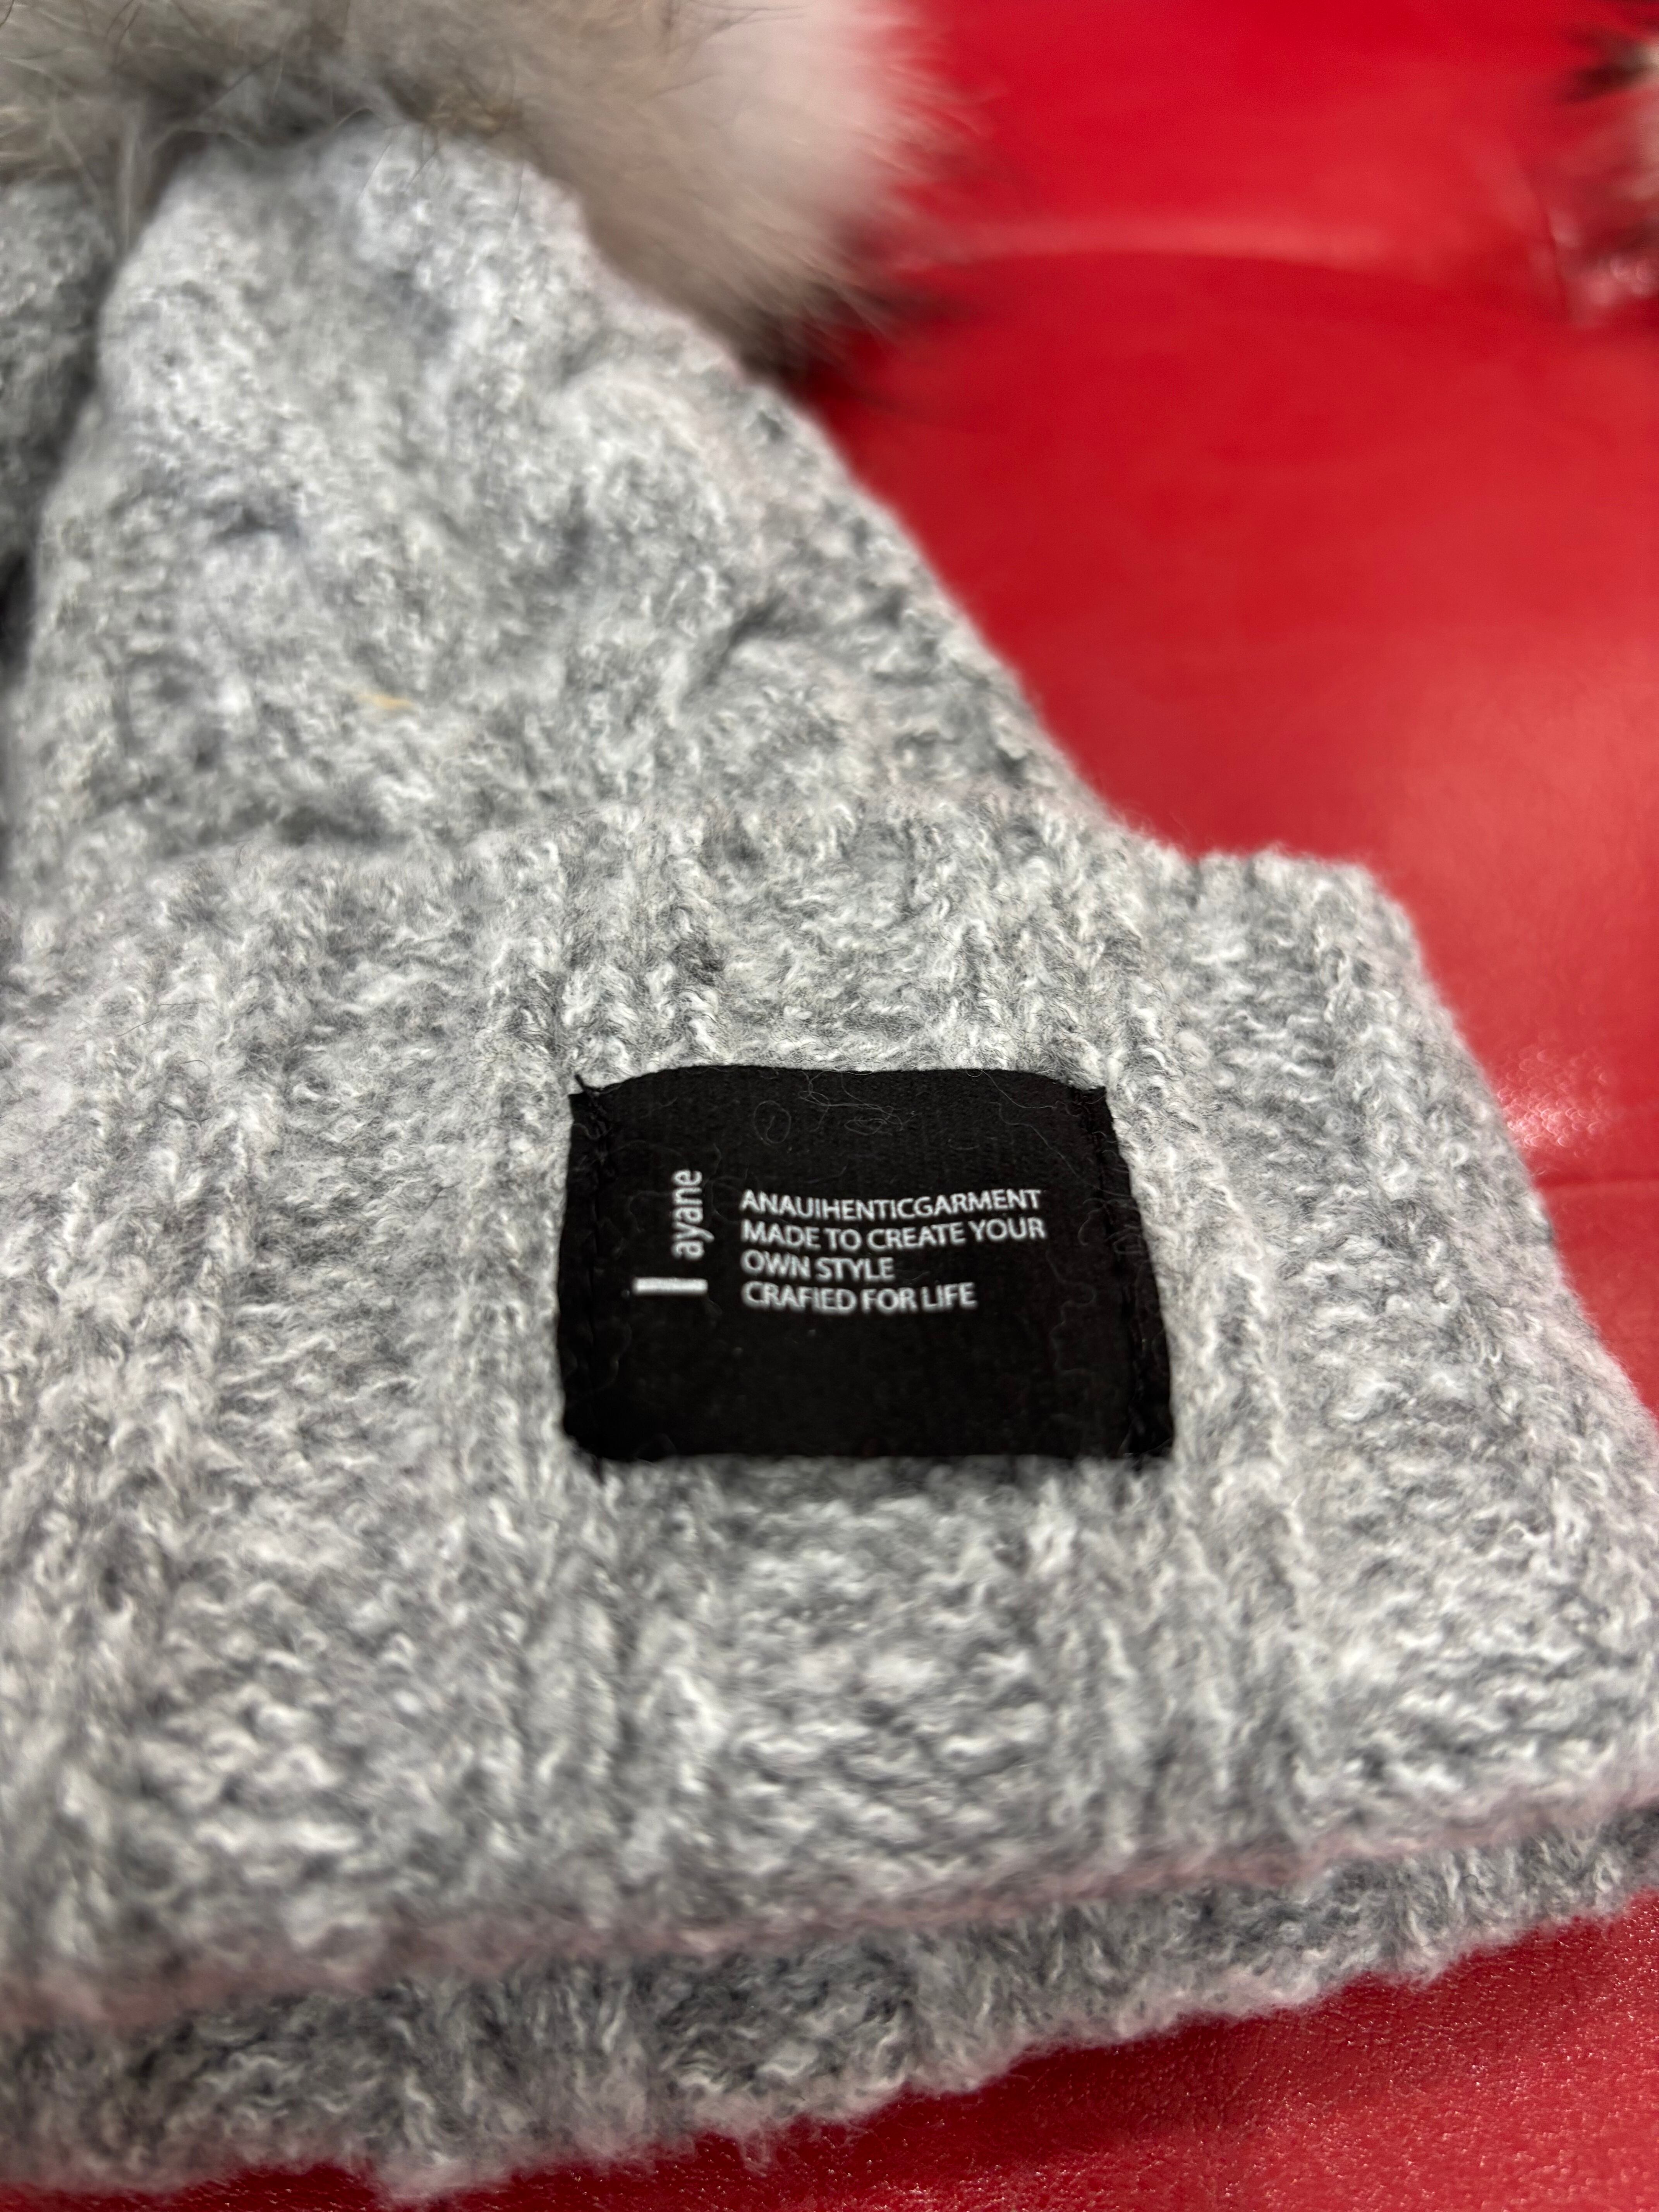 ayane
ANAUIHENTICGARMENT
MADE TO CREATE YOUR
OWN STYLE
CRAFIED FOR LIFE